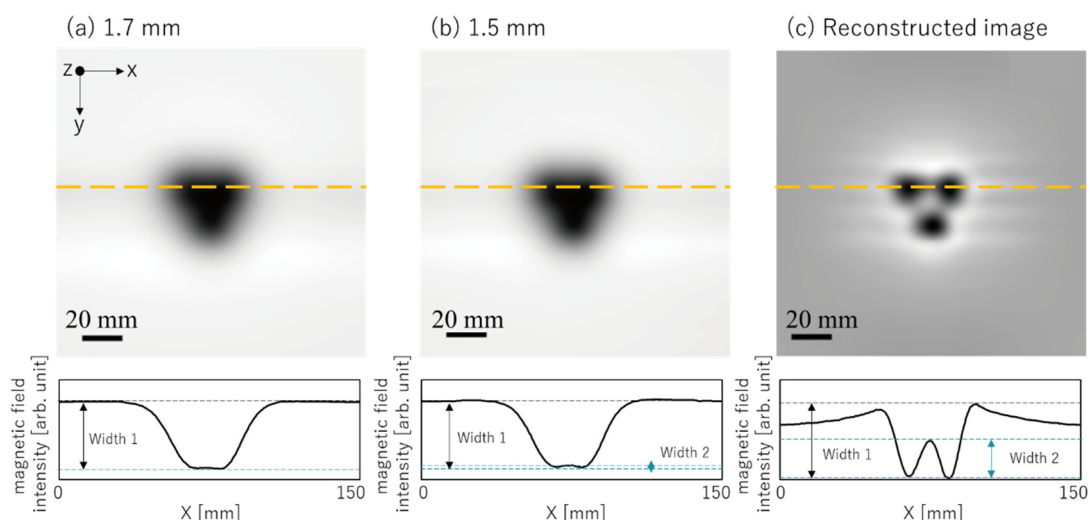 (a) 1.7 mm
(b) 1.5 mm
(c) Reconstructed image
z x
y
20 mm
20 mm
20 mm
magnetic field
intensity [arb. unit]
Width 1
0 150
X [mm]
magnetic field
intensity [arb. unit]
Width 1
Width 2
0 150
X [mm]
magnetic field
intensity [arb. unit]
Width 1
Width 2
0 150
X [mm]